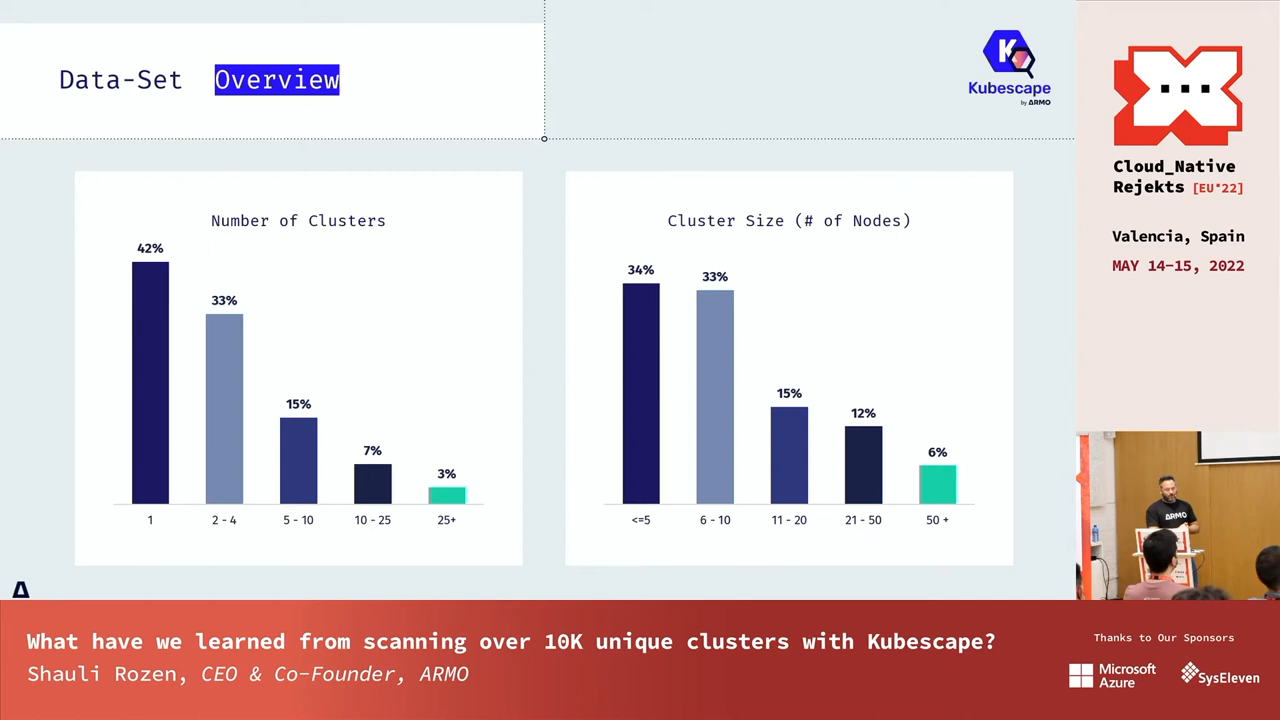 Data-Set Overview
K
Kubescape
by ARMO
Number of Clusters
42%
33%
15%
7%
3%
1
2 - 4
5 - 10
10 - 25
25+
Cluster Size (# of Nodes)
34%
33%
15%
12%
6%
<=5
6 - 10
11 - 20
21 - 50
50 +
Cloud_Native
Rejekts [EU*22]
Valencia, Spain
MAY 14-15, 2022
ARMO
What have we learned from scanning over 10K unique clusters with Kubescape?
Shauli Rozen, CEO & Co-Founder, ARMO
Thanks to Our Sponsors
Microsoft
Azure
SysEleven